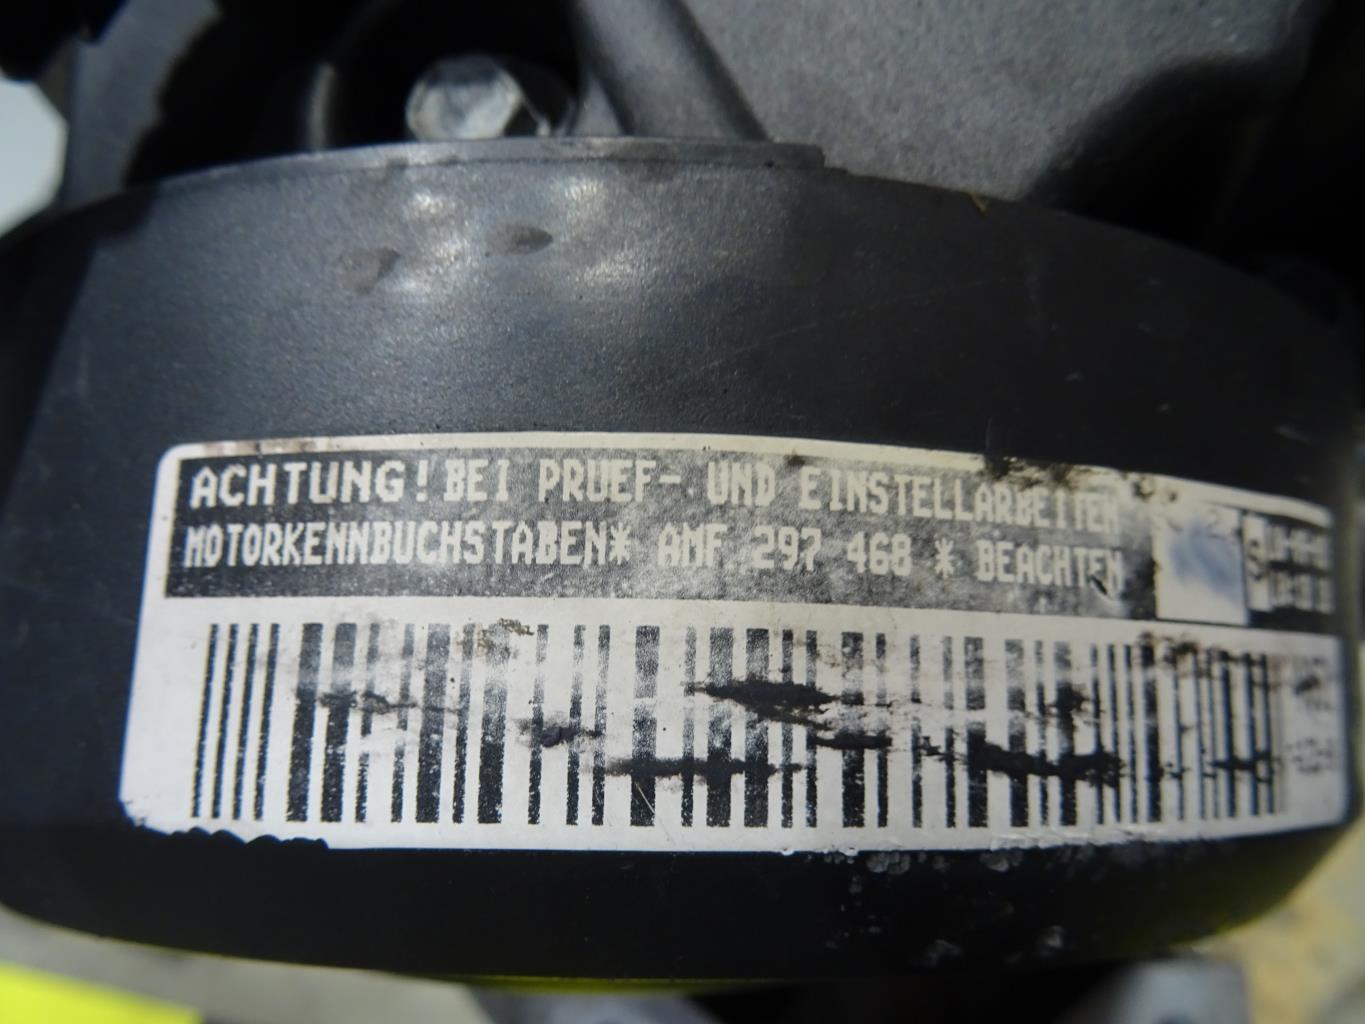 ACHTUNG! BEI PRUEF- UND EINSTELLARBEITEN
MOTORKENNBUCHSTABEN* AMF 297 468 * BEACHTEN